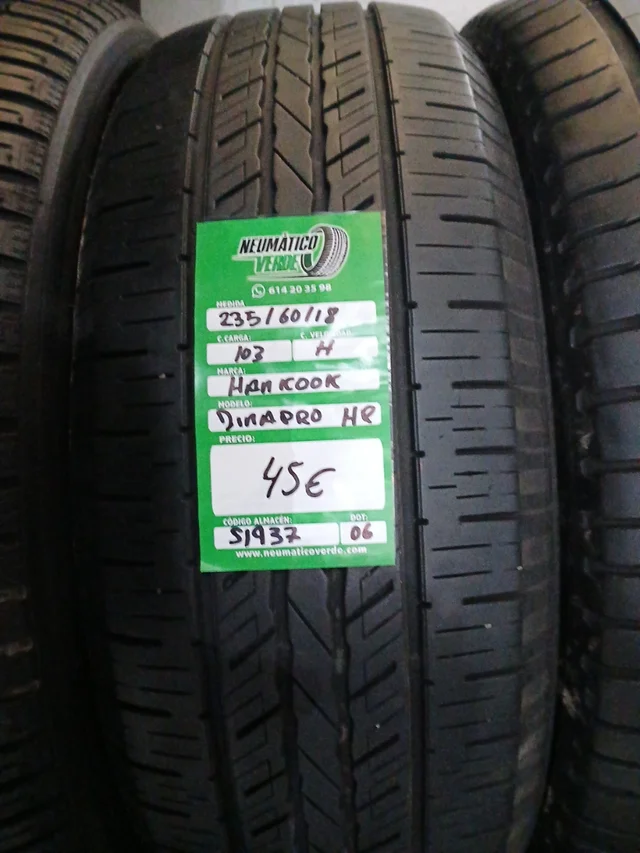 NEUMÁTICO
VERDE
614 20 35 98
MEDIDA
235/60/18
C.CARGA: C. VELOCIDAD
103 H
MARCA:
HANKOOK
MODELO:
DINAPRO HP
PRECIO:
45€
CÓDIGO ALMACÉN: DOT:
51937 06
www.neumaticoverde.com